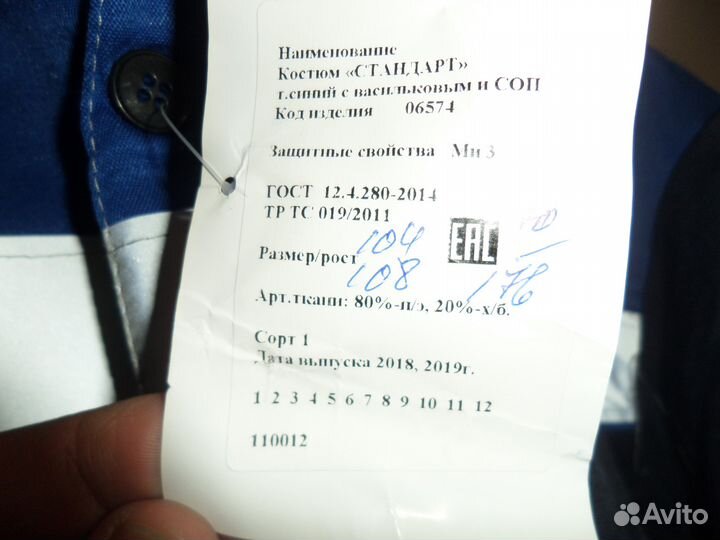 Наименование
Костюм «СТАНДАРТ»
т.синий с васильковым и СОП
Код изделия 06574
Защитные свойства Ми 3
ГОСТ 12.4.280-2014
ТР ТС 019/2011
Размер/рост 104 108 EAC 176
Арт.ткани: 80%-п/э, 20%-х/б.
Сорт 1
Дата выпуска 2018, 2019г.
1 2 3 4 5 6 7 8 9 10 11 12
110012
Avito